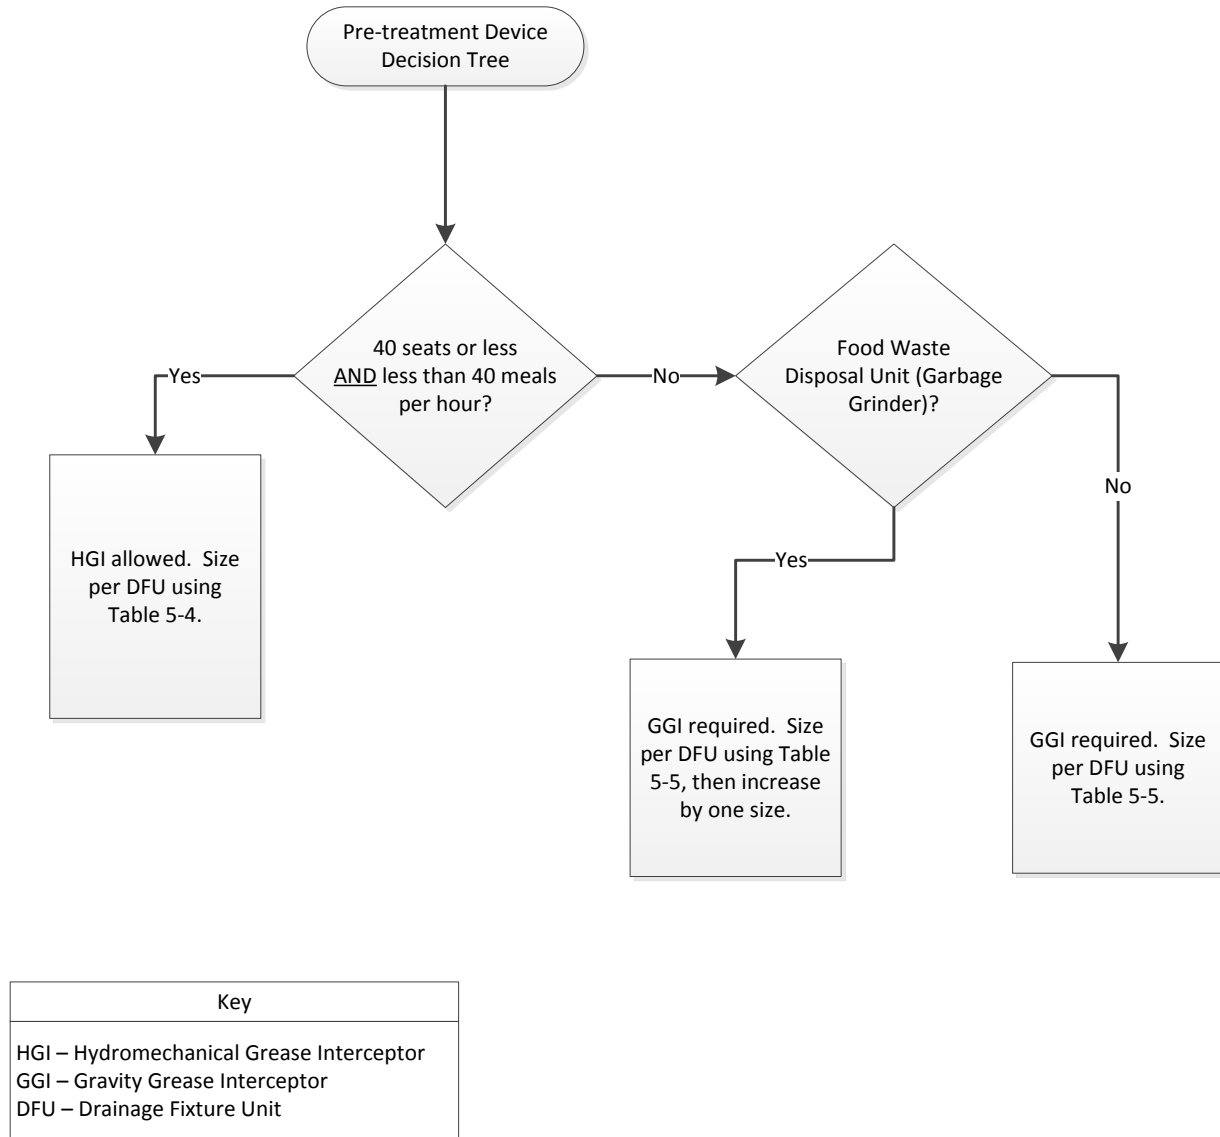 Pre-treatment Device
Decision Tree
40 seats or less
AND less than 40 meals
per hour?
Yes
No
Food Waste
Disposal Unit (Garbage
Grinder)?
No
Yes
HGI allowed.  Size
per DFU using
Table 5-4.
GGI required.  Size
per DFU using Table
5-5, then increase
by one size.
GGI required.  Size
per DFU using
Table 5-5.
Key
HGI – Hydromechanical Grease Interceptor
GGI – Gravity Grease Interceptor
DFU – Drainage Fixture Unit